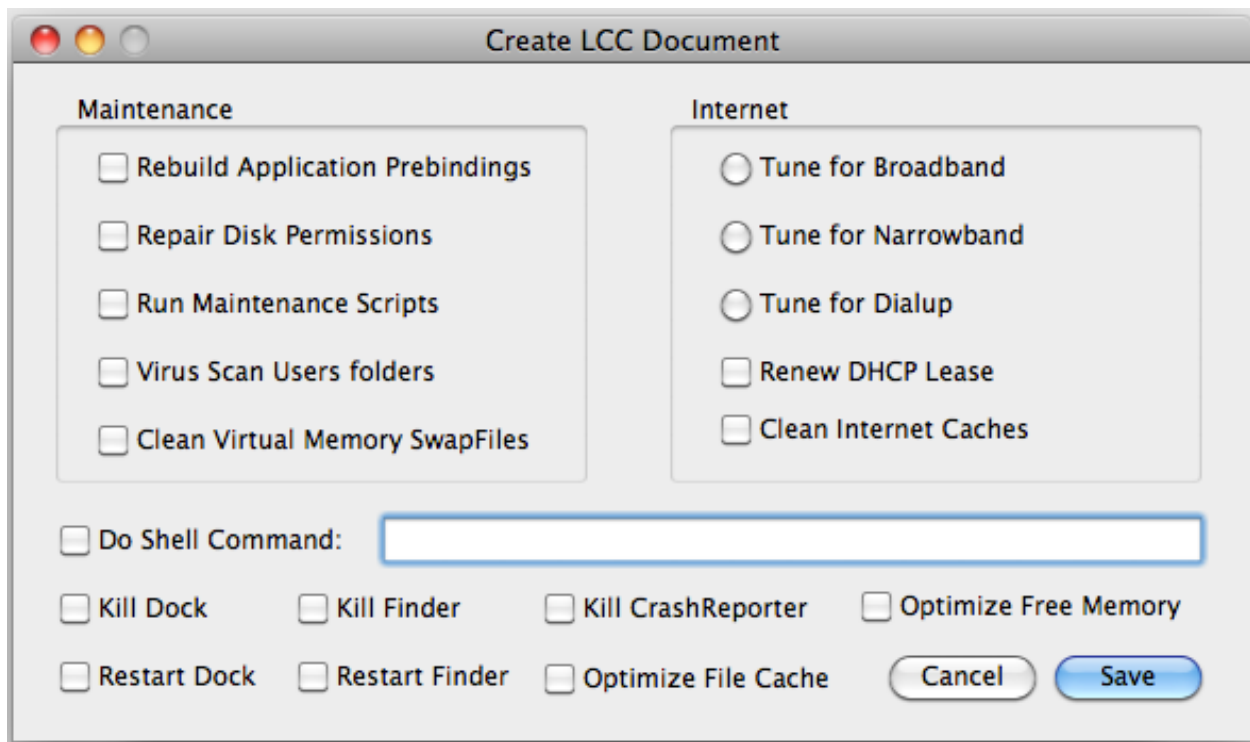 Create LCC Document
Maintenance
Rebuild Application Prebindings
Repair Disk Permissions
Run Maintenance Scripts
Virus Scan Users folders
Clean Virtual Memory SwapFiles
Internet
Tune for Broadband
Tune for Narrowband
Tune for Dialup
Renew DHCP Lease
Clean Internet Caches
Do Shell Command:
Kill Dock Kill Finder Kill CrashReporter Optimize Free Memory
Restart Dock Restart Finder Optimize File Cache Cancel Save